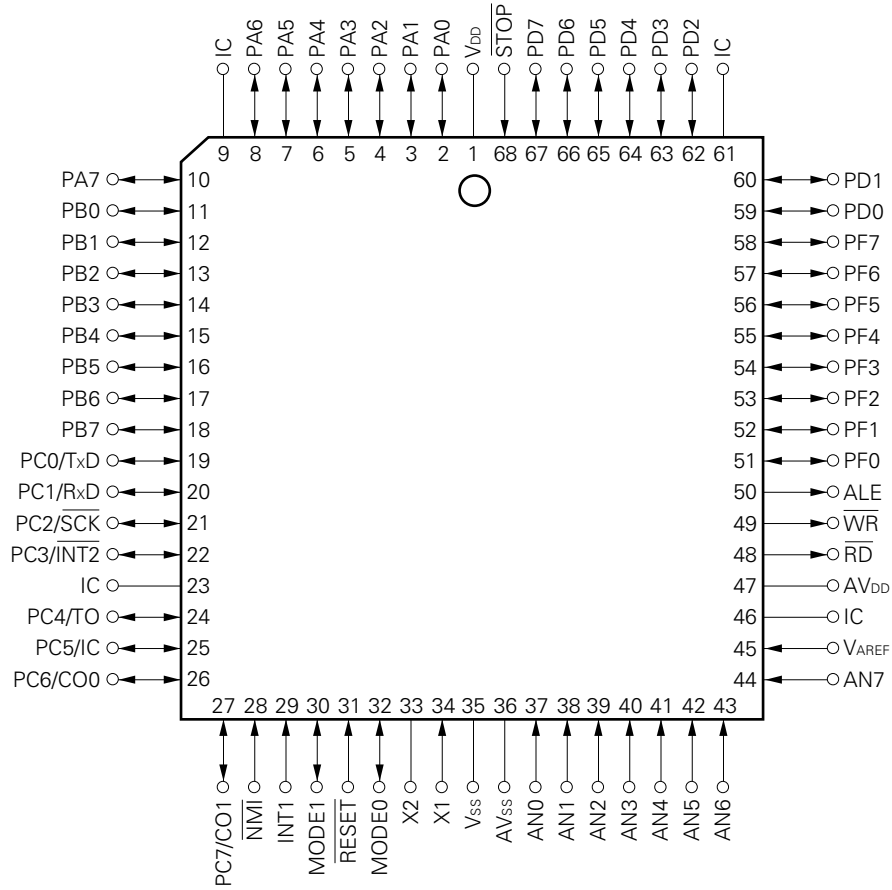 IC PA6 PA5 PA4 PA3 PA2 PA1 PA0 VDD STOP PD7 PD6 PD5 PD4 PD3 PD2 IC
9 8 7 6 5 4 3 2 1 68 67 66 65 64 63 62 61
PA7 10 60 PD1
PB0 11 59 PD0
PB1 12 58 PF7
PB2 13 57 PF6
PB3 14 56 PF5
PB4 15 55 PF4
PB5 16 54 PF3
PB6 17 53 PF2
PB7 18 52 PF1
PC0/TxD 19 51 PF0
PC1/RxD 20 50 ALE
PC2/SCK 21 49 WR
PC3/INT2 22 48 RD
IC 23 47 AVDD
PC4/TO 24 46 IC
PC5/IC 25 45 VAREF
PC6/CO0 26 44 AN7
27 28 29 30 31 32 33 34 35 36 37 38 39 40 41 42 43
PC7/CO1 NMI INT1 MODE1 RESET MODE0 X2 X1 VSS AVSS AN0 AN1 AN2 AN3 AN4 AN5 AN6